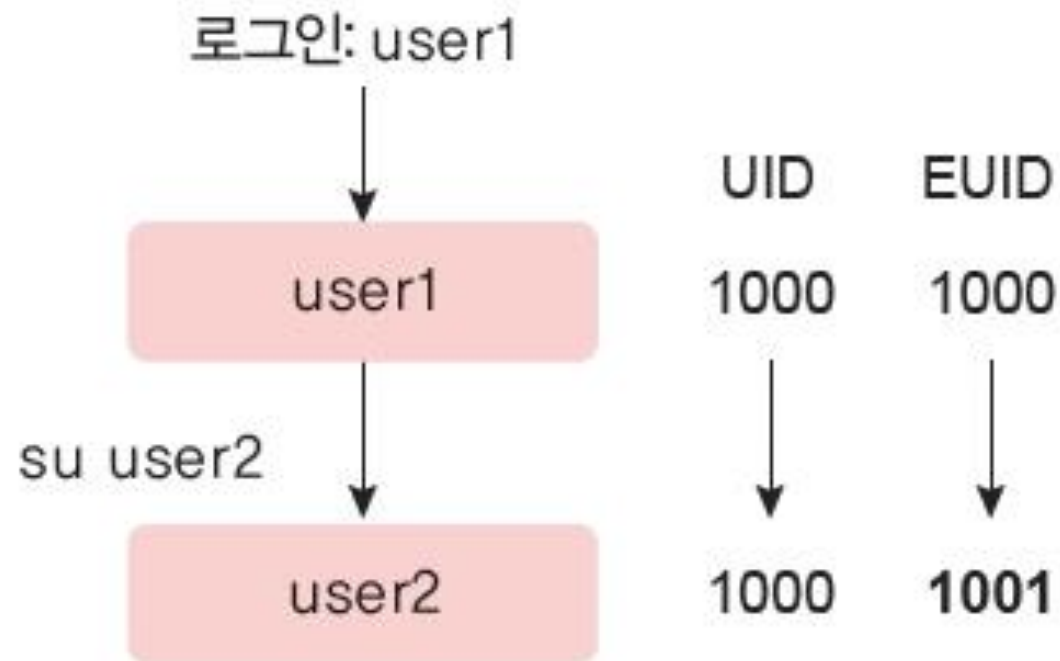 로그인: user1
UID EUID
user1 1000 1000
su user2
user2 1000 1001